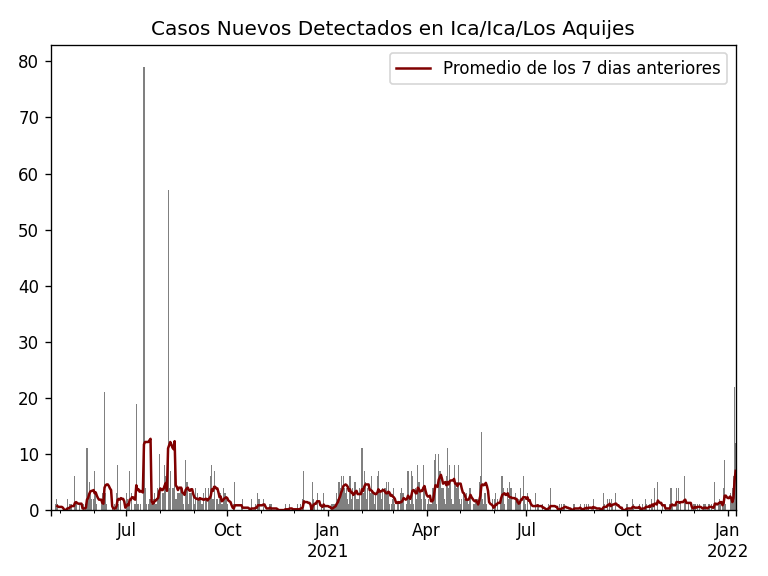 Casos Nuevos Detectados en Ica/Ica/Los Aquijes
Promedio de los 7 dias anteriores
80
70
60
50
40
30
20
10
0
Jul
Oct
Jan
2021
Apr
Jul
Oct
Jan
2022